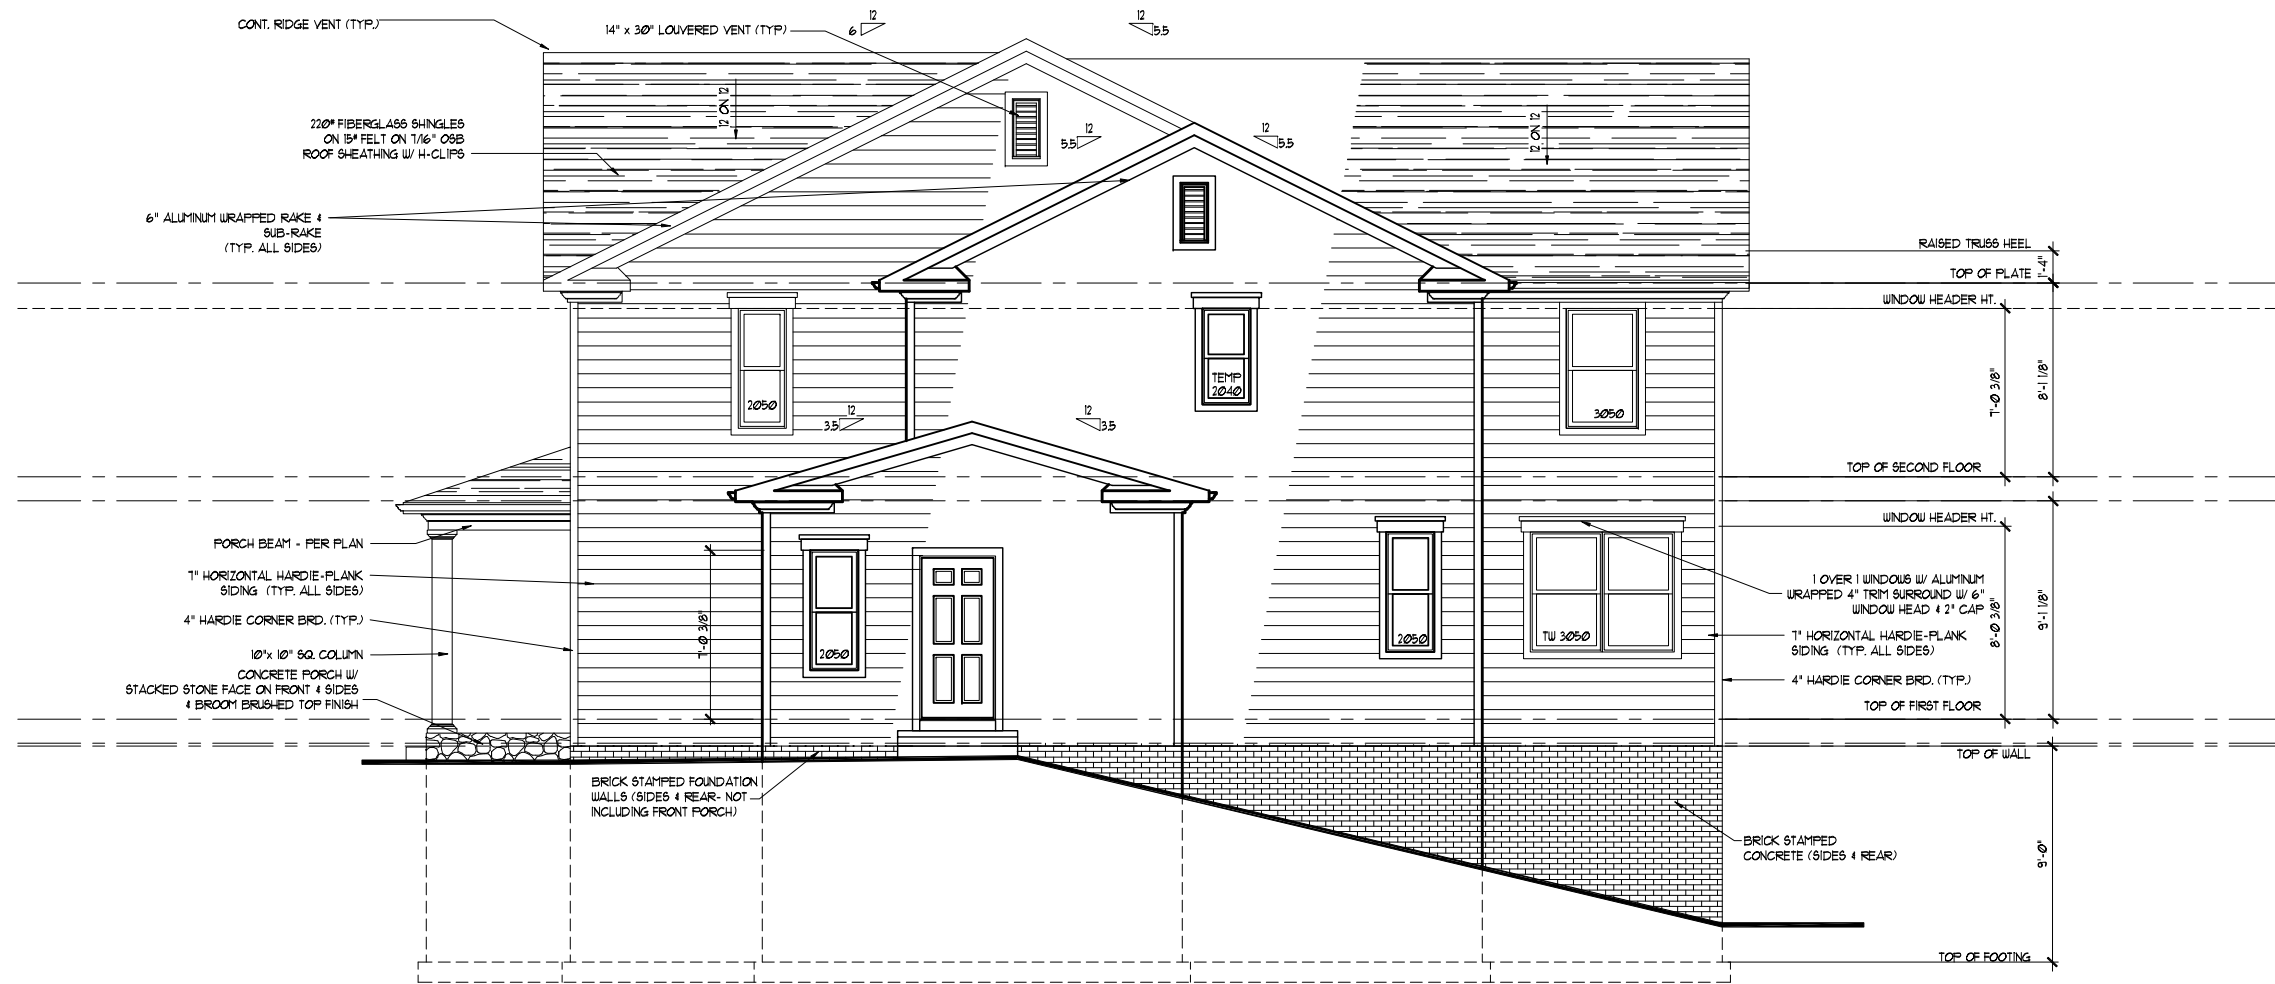 12
12
CONT. RIDGE VENT (TYP.)
14" x 30" LOUVERED VENT (TYP)
6
5.5
12 ON 12
12 ON 12
220# FIBERGLASS SHINGLES
ON 15# FELT ON 7/16" OSB
ROOF SHEATHING W/ H-CLIPS
12
5.5
12
5.5
6" ALUMINUM WRAPPED RAKE &
SUB-RAKE
(TYP. ALL SIDES)
RAISED TRUSS HEEL
1'-4"
TOP OF PLATE
WINDOW HEADER HT.
TEMP
2040
2050
3050
7'-0 3/8"
8'-1 1/8"
12
3.5
12
3.5
TOP OF SECOND FLOOR
WINDOW HEADER HT.
PORCH BEAM - PER PLAN
7" HORIZONTAL HARDIE-PLANK
SIDING (TYP. ALL SIDES)
4" HARDIE CORNER BRD. (TYP.)
10"x 10" SQ. COLUMN
CONCRETE PORCH W/
STACKED STONE FACE ON FRONT & SIDES
& BROOM BRUSHED TOP FINISH
7'-0 3/8"
2050
2050
TW 3050
1 OVER 1 WINDOWS W/ ALUMINUM
WRAPPED 4" TRIM SURROUND W/ 6"
WINDOW HEAD & 2" CAP
8'-0 3/8"
9'-1 1/8"
7" HORIZONTAL HARDIE-PLANK
SIDING (TYP. ALL SIDES)
4" HARDIE CORNER BRD. (TYP.)
TOP OF FIRST FLOOR
TOP OF WALL
BRICK STAMPED FOUNDATION
WALLS (SIDES & REAR- NOT
INCLUDING FRONT PORCH)
BRICK STAMPED
CONCRETE (SIDES & REAR)
9'-0"
TOP OF FOOTING